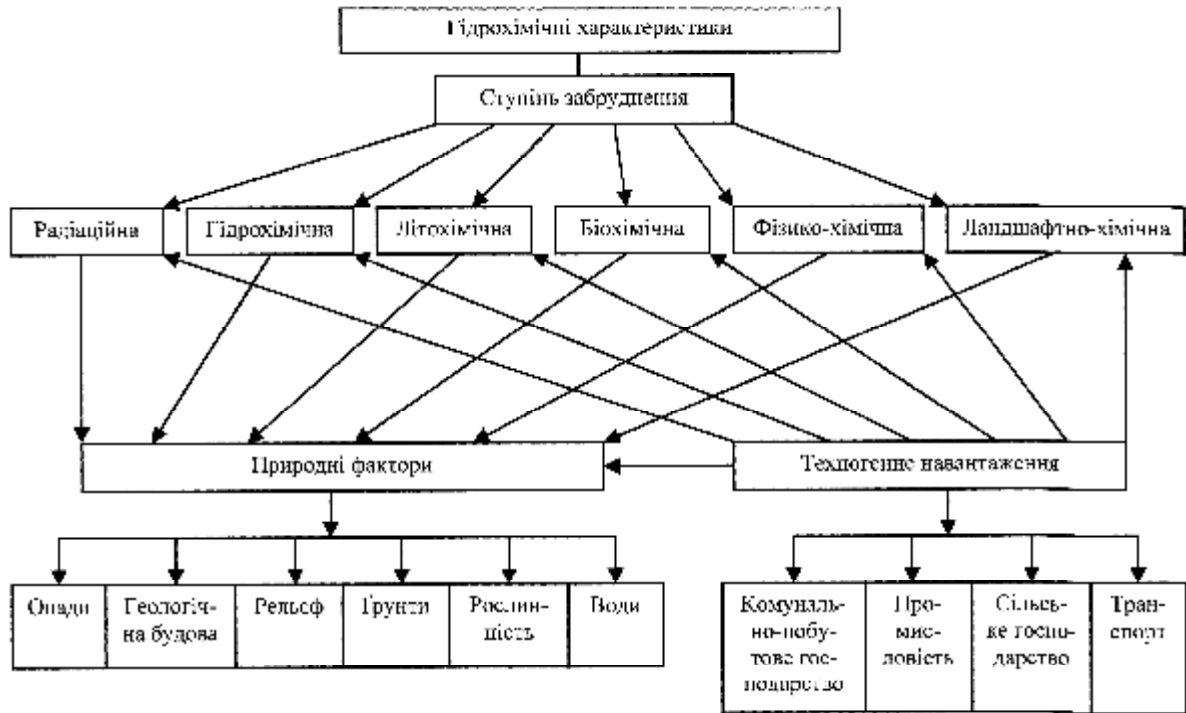 Гідрохімічні характеристики
Ступінь забруднення
Радіаційна
Гідрохімічна
Літохімічна
Біохімічна
Фізико-хімічна
Ландшафтно-хімічна
Природні фактори
Техногенне навантаження
Опади
Геологіч-
на будова
Рельєф
Ґрунти
Рослин-
ність
Води
Комуналь-
но-побу-
тове гос-
подарство
Про-
мис-
ловість
Сільсь-
ке госпо-
дарство
Тран-
спорт